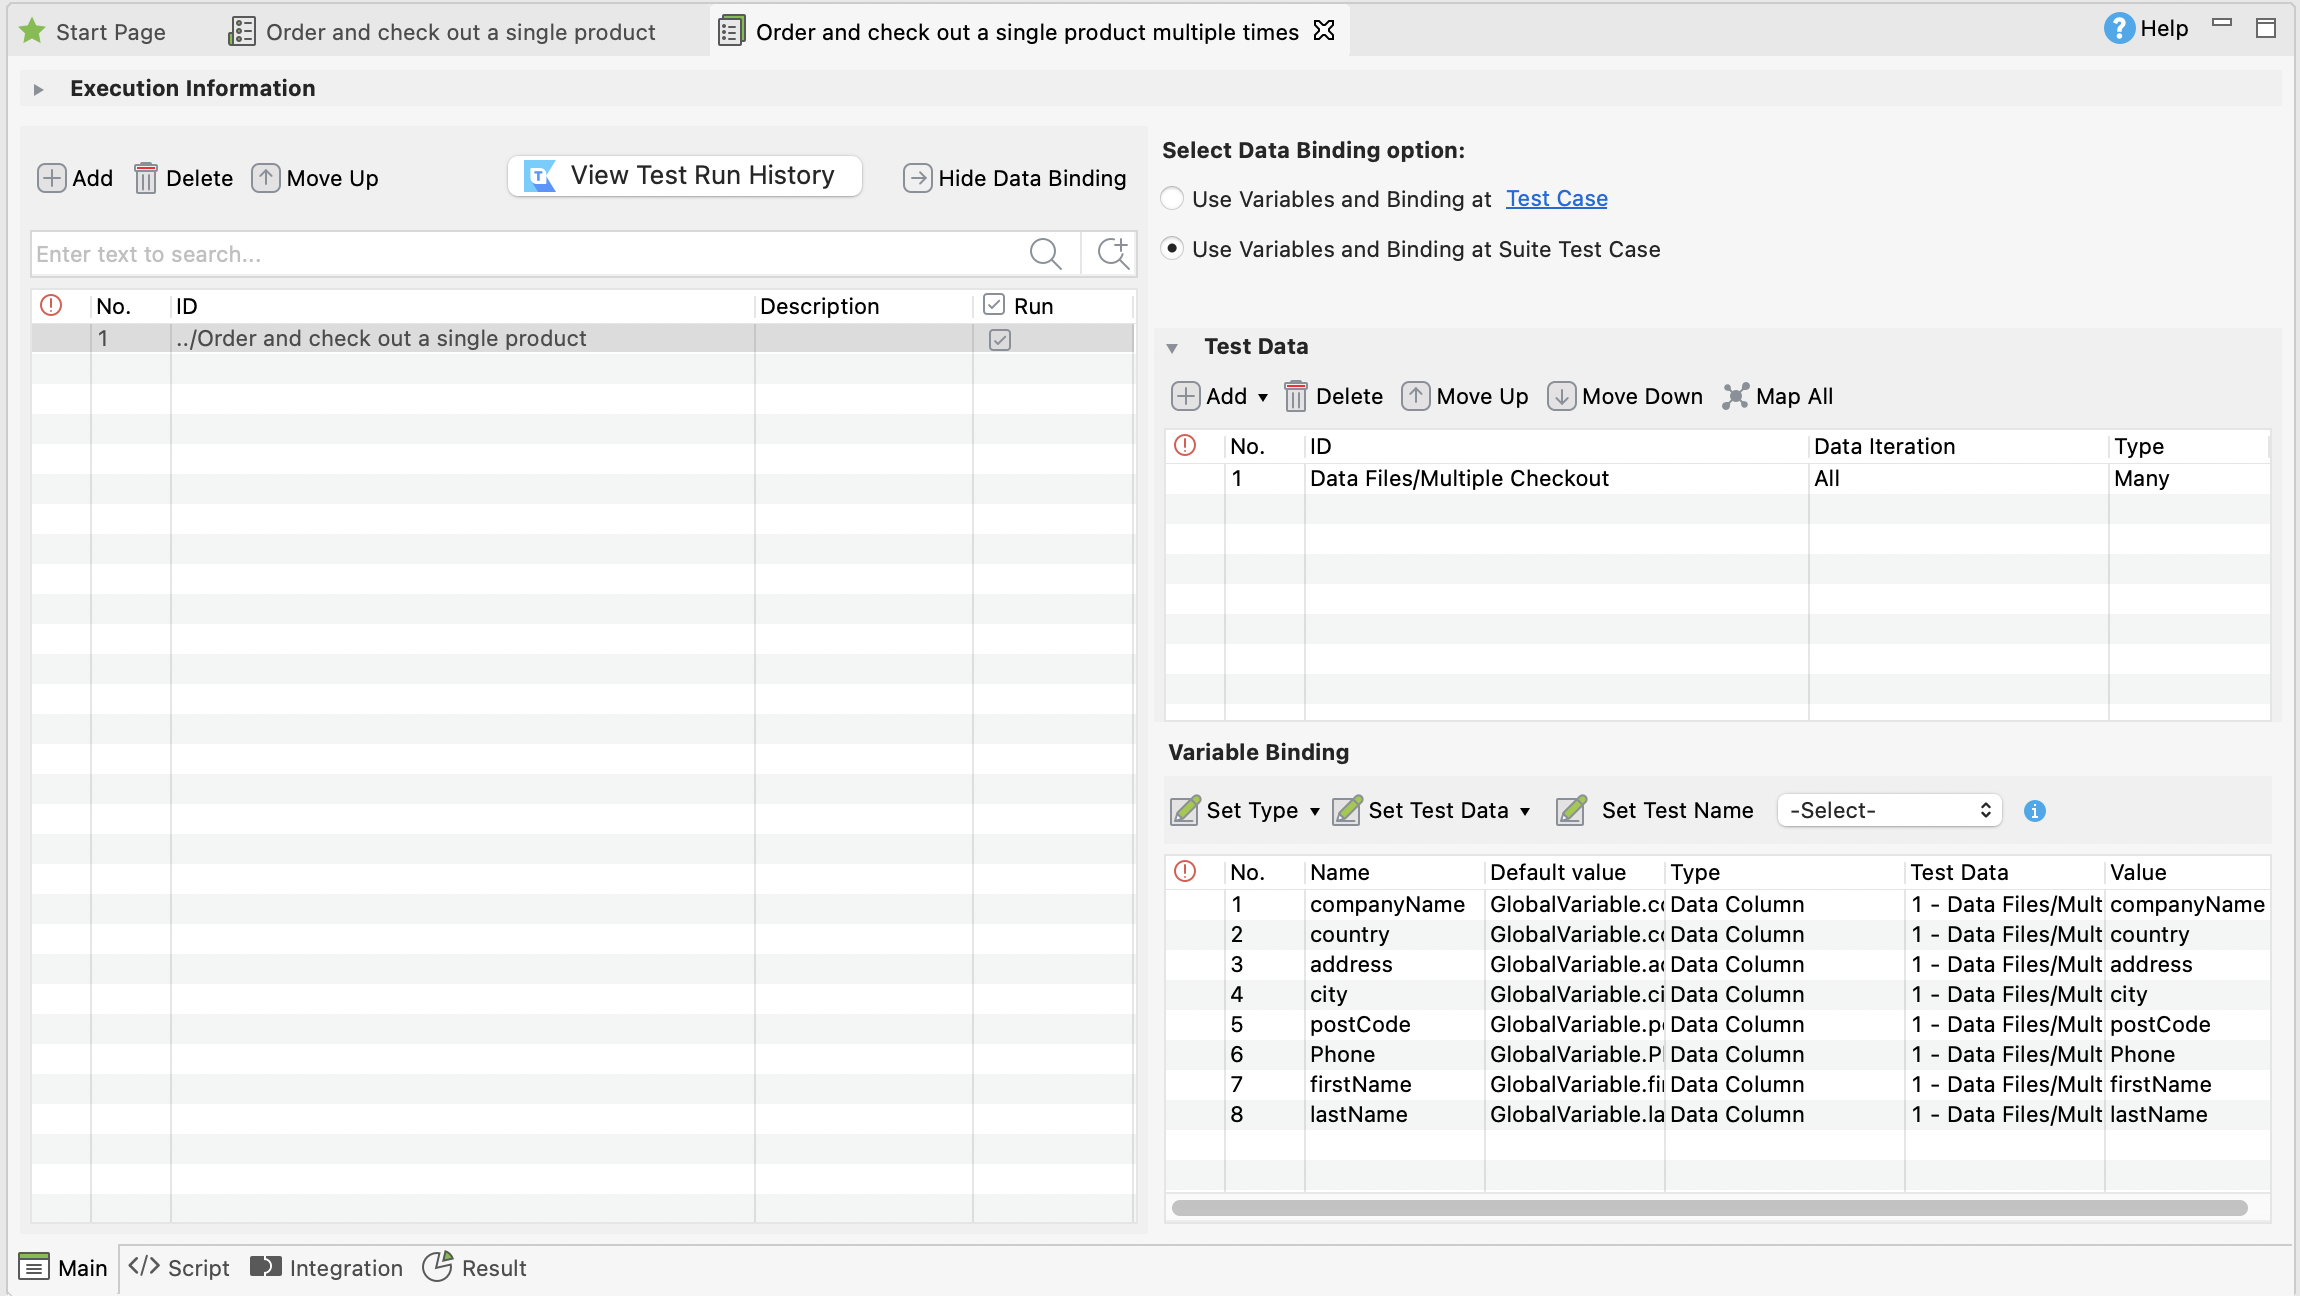 Start Page
Order and check out a single product
Order and check out a single product multiple times
Help
Execution Information
Add
Delete
Move Up
View Test Run History
Hide Data Binding
Enter text to search...
No. ID Description Run
1 ../Order and check out a single product
Select Data Binding option:
Use Variables and Binding at Test Case
Use Variables and Binding at Suite Test Case
Test Data
Add
Delete
Move Up
Move Down
Map All
No. ID Data Iteration Type
1 Data Files/Multiple Checkout All Many
Variable Binding
Set Type
Set Test Data
Set Test Name
-Select-
No. Name Default value Type Test Data Value
1 companyName GlobalVariable.co Data Column 1 - Data Files/Mult companyName
2 country GlobalVariable.co Data Column 1 - Data Files/Mult country
3 address GlobalVariable.ad Data Column 1 - Data Files/Mult address
4 city GlobalVariable.ci Data Column 1 - Data Files/Mult city
5 postCode GlobalVariable.po Data Column 1 - Data Files/Mult postCode
6 Phone GlobalVariable.P Data Column 1 - Data Files/Mult Phone
7 firstName GlobalVariable.fir Data Column 1 - Data Files/Mult firstName
8 lastName GlobalVariable.la Data Column 1 - Data Files/Mult lastName
Main
Script
Integration
Result